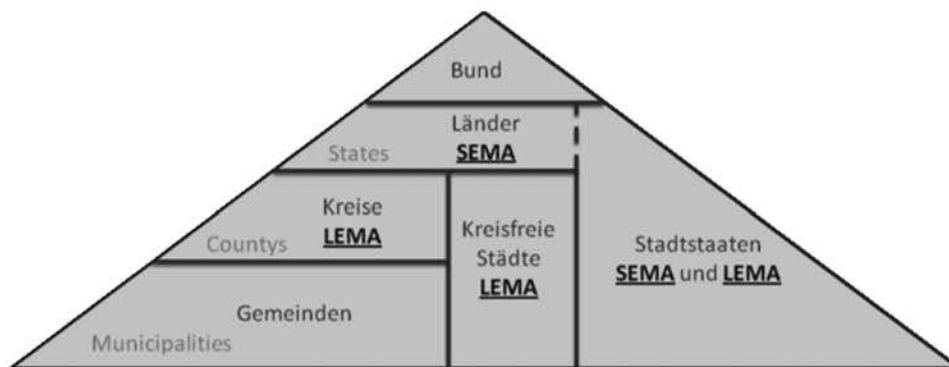 Bund
Länder
States
SEMA
Kreise
Countys
LEMA
Kreisfreie
Städte
LEMA
Stadtstaaten
SEMA und LEMA
Gemeinden
Municipalities